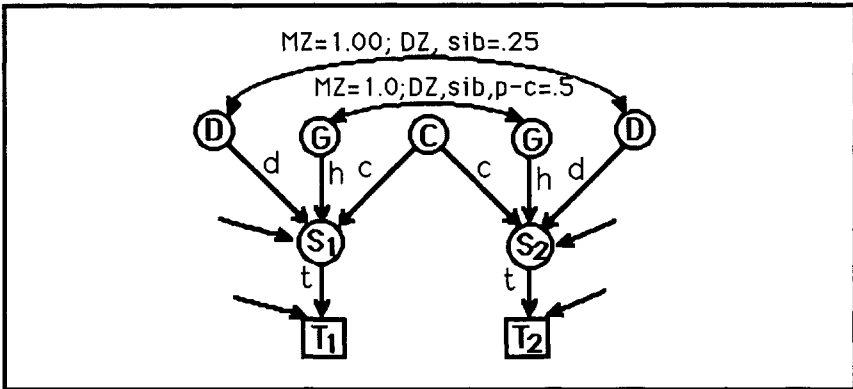 MZ=1.00; DZ, sib=.25
MZ=1.0;DZ,sib,p-c=.5
D G C G D
d h c c h d
S1 S2
t t
T1 T2